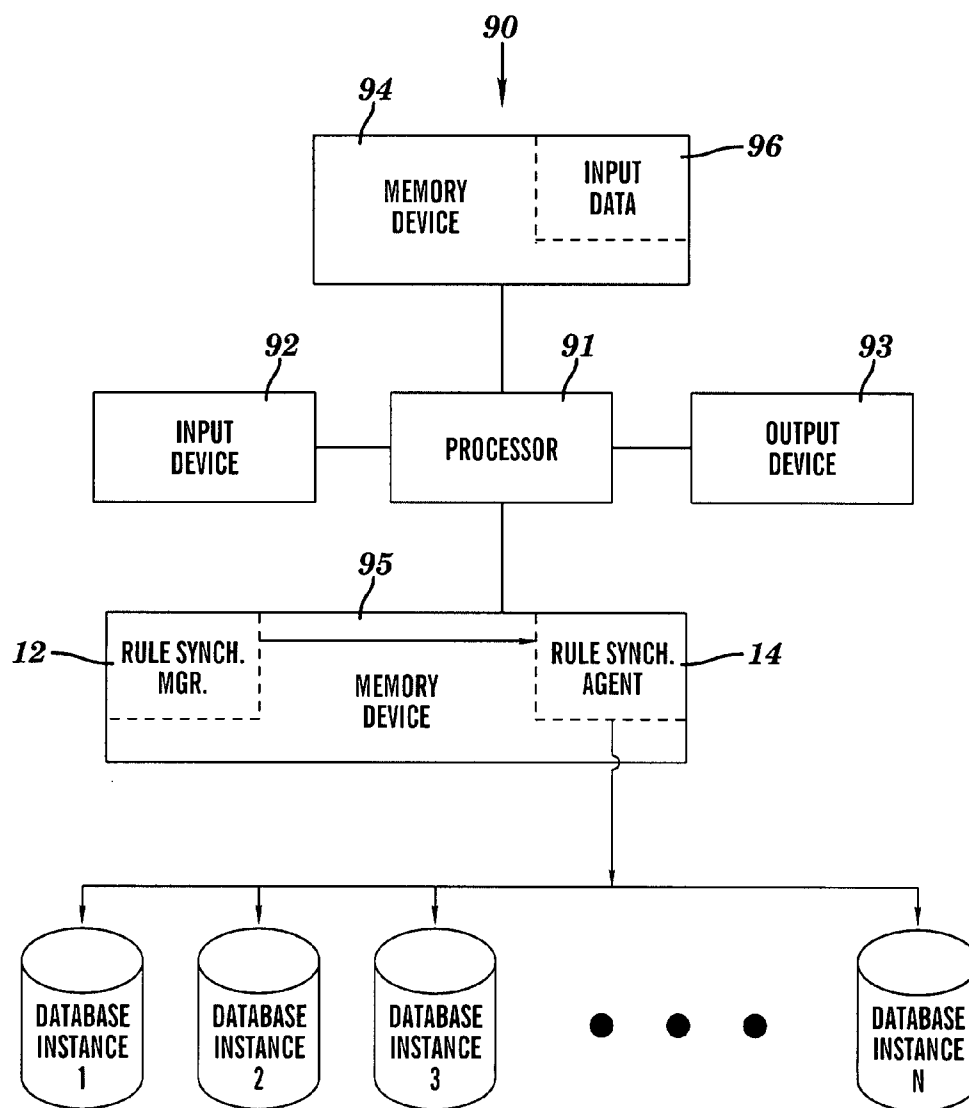 90
94
96
MEMORY
DEVICE
INPUT
DATA
92
91
93
INPUT
DEVICE
PROCESSOR
OUTPUT
DEVICE
95
12
RULE SYNCH.
MGR.
MEMORY
DEVICE
RULE SYNCH.
AGENT
14
DATABASE
INSTANCE
1
DATABASE
INSTANCE
2
DATABASE
INSTANCE
3
DATABASE
INSTANCE
N